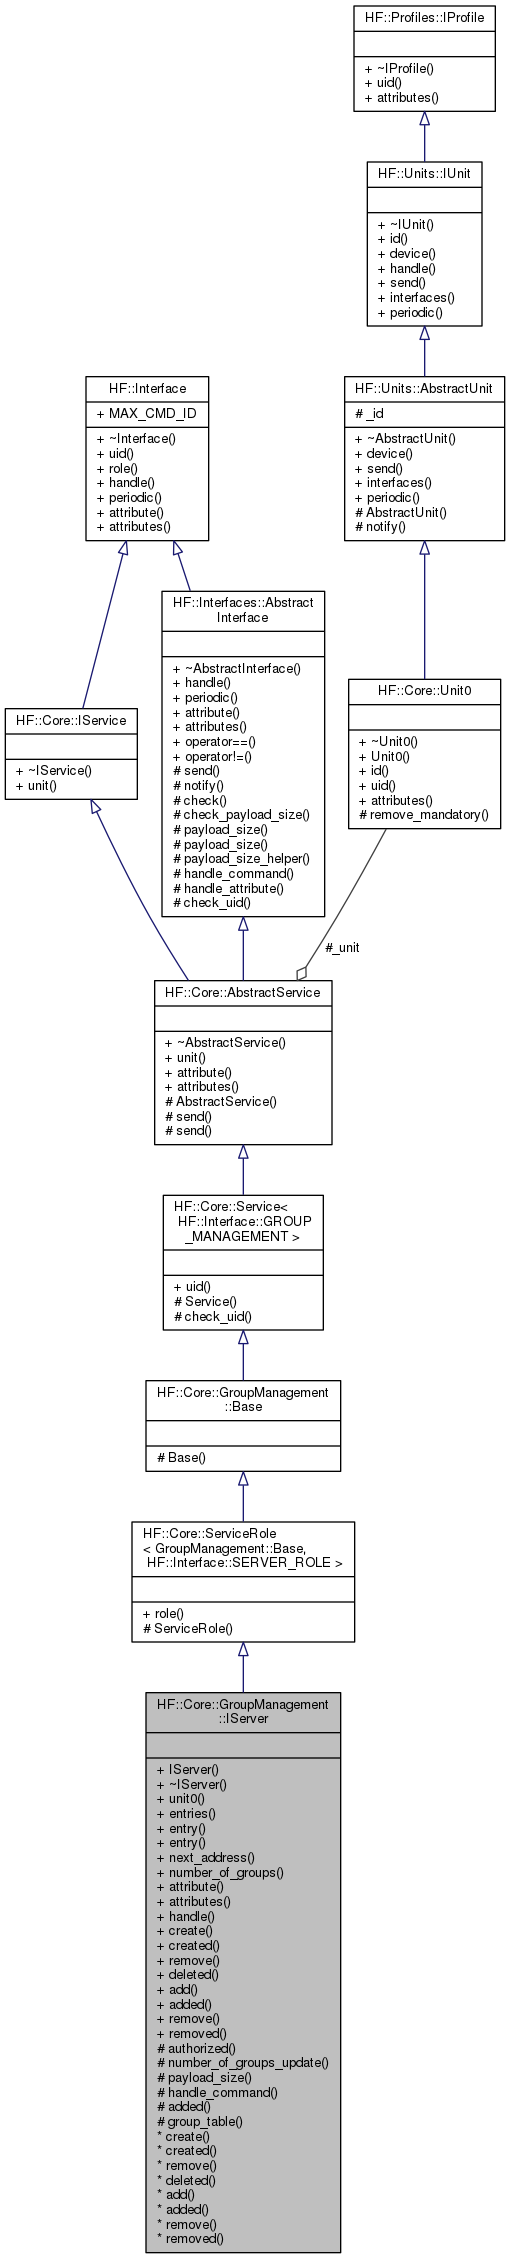 HF::Profiles::IProfile
+ ~IProfile()
+ uid()
+ attributes()
HF::Units::IUnit
+ ~IUnit()
+ id()
+ device()
+ handle()
+ send()
+ interfaces()
+ periodic()
HF::Interface
+ MAX_CMD_ID
+ ~Interface()
+ uid()
+ role()
+ handle()
+ periodic()
+ attribute()
+ attributes()
HF::Units::AbstractUnit
# _id
+ ~AbstractUnit()
+ device()
+ send()
+ interfaces()
+ periodic()
# AbstractUnit()
# notify()
HF::Interfaces::Abstract
Interface
+ ~AbstractInterface()
+ handle()
+ periodic()
+ attribute()
+ attributes()
+ operator==()
+ operator!=()
# send()
# notify()
# check()
# check_payload_size()
# payload_size()
# payload_size()
# payload_size_helper()
# handle_command()
# handle_attribute()
# check_uid()
HF::Core::IService
+ ~IService()
+ unit()
HF::Core::Unit0
+ ~Unit0()
+ Unit0()
+ id()
+ uid()
+ attributes()
# remove_mandatory()
#_unit
HF::Core::AbstractService
+ ~AbstractService()
+ unit()
+ attribute()
+ attributes()
# AbstractService()
# send()
# send()
HF::Core::Service<
HF::Interface::GROUP
_MANAGEMENT >
+ uid()
# Service()
# check_uid()
HF::Core::GroupManagement
::Base
# Base()
HF::Core::ServiceRole
< GroupManagement::Base,
HF::Interface::SERVER_ROLE >
+ role()
# ServiceRole()
HF::Core::GroupManagement
::IServer
+ IServer()
+ ~IServer()
+ unit0()
+ entries()
+ entry()
+ entry()
+ next_address()
+ number_of_groups()
+ attribute()
+ attributes()
+ handle()
+ create()
+ created()
+ remove()
+ deleted()
+ add()
+ added()
+ remove()
+ removed()
# authorized()
# number_of_groups_update()
# payload_size()
# handle_command()
# added()
# group_table()
* create()
* created()
* remove()
* deleted()
* add()
* added()
* remove()
* removed()